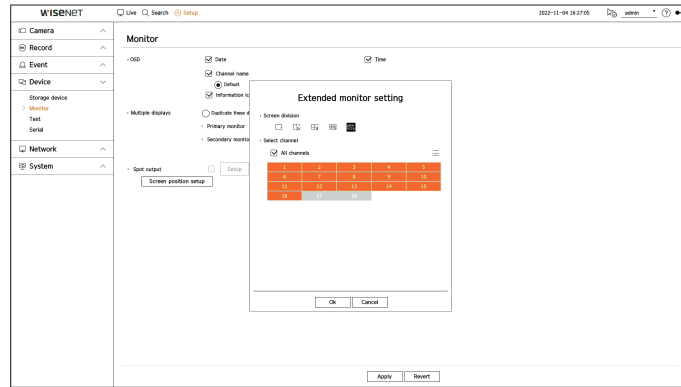 WISENET
Live Search Setup
2022-11-04 16:27:05 admin ?
Camera
Record
Event
Device
Storage device
> Monitor
Text
Serial
Network
System
Monitor
OSD
Date
Time
Channel name
Default
Information ic
Multiple displays
Duplicate these d
Primary monitor
Secondary monito
Spot output
Setup
Screen position setup
Extended monitor setting
Screen division
Select channel
All channels
1 2 3 4 5
6 7 8 9 10
11 12 13 14 15
16 17 18
Ok Cancel
Apply Revert